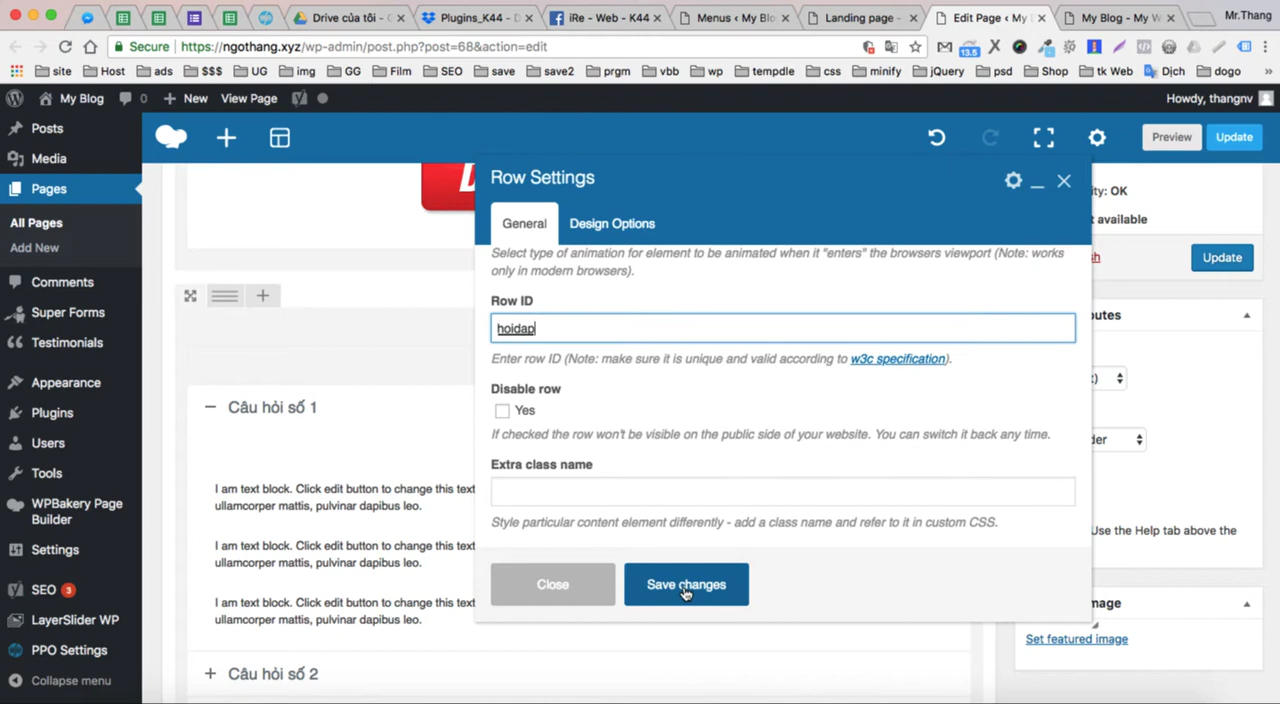 Drive của tôi - G
Plugins_K44 - D
iRe - Web - K44
Menus ‹ My Blo
Landing page -
Edit Page ‹ My
My Blog - My W
Mr.Thang
Secure
https://ngothang.xyz/wp-admin/post.php?post=68&action=edit
13.5
site
Host
ads
$$$
UG
img
GG
Film
SEO
save
save2
prgm
vbb
wp
tempdle
css
minify
jQuery
psd
Shop
tk Web
Dịch
dogo
»
My Blog
0
New
View Page
Howdy, thangnv
Posts
Media
Pages
All Pages
Add New
Comments
Super Forms
Testimonials
Appearance
Plugins
Users
Tools
WPBakery Page
Builder
Settings
SEO 3
LayerSlider WP
PPO Settings
Collapse menu
Preview
Update
ity: OK
t available
sh
Update
butes
t)
der
Use the Help tab above the
mage
Set featured image
Row Settings
General
Design Options
Select type of animation for element to be animated when it "enters" the browsers viewport (Note: works
only in modern browsers).
Row ID
hoidap
Enter row ID (Note: make sure it is unique and valid according to w3c specification).
Disable row
Yes
If checked the row won't be visible on the public side of your website. You can switch it back any time.
Extra class name
Style particular content element differently - add a class name and refer to it in custom CSS.
Close
Save changes
Câu hỏi số 1
I am text block. Click edit button to change this text
ullamcorper mattis, pulvinar dapibus leo.
I am text block. Click edit button to change this text
ullamcorper mattis, pulvinar dapibus leo.
I am text block. Click edit button to change this text
ullamcorper mattis, pulvinar dapibus leo.
Câu hỏi số 2